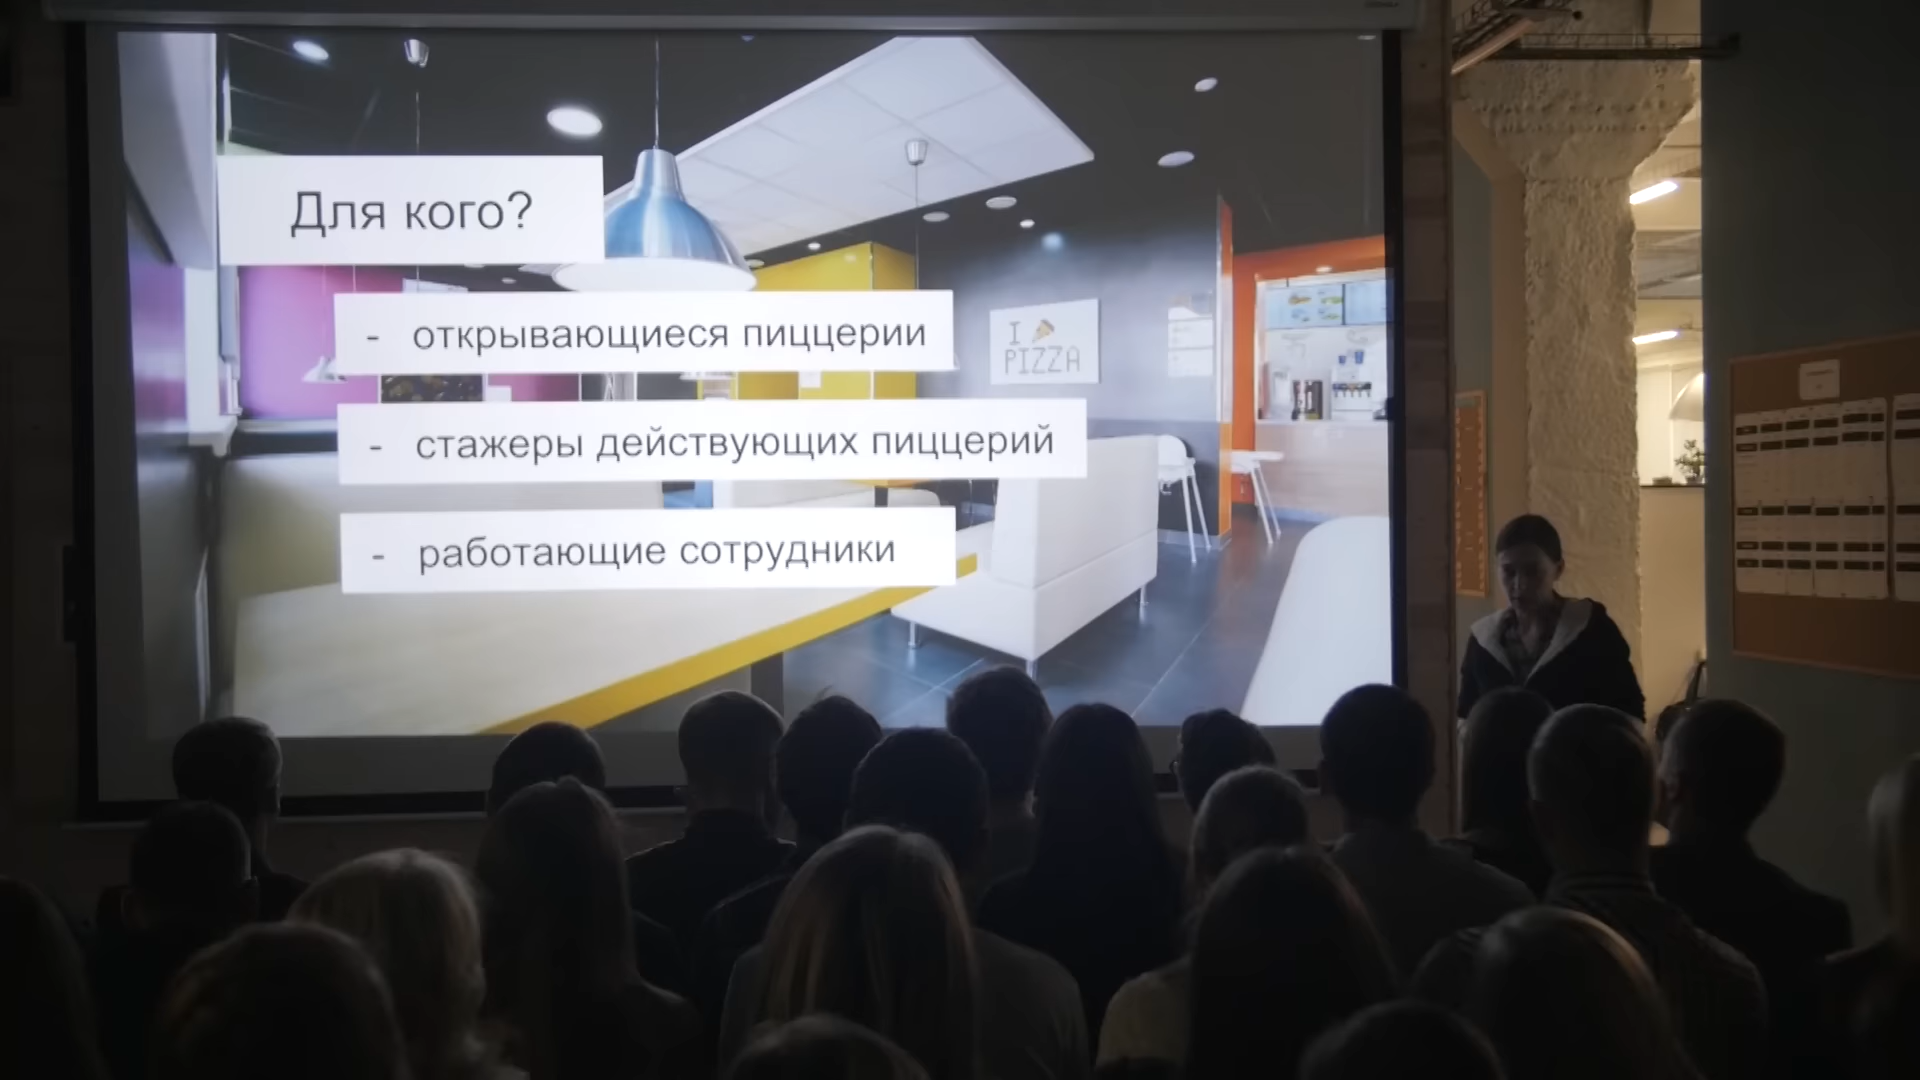 Для кого?
- открывающиеся пиццерии
I
PIZZA
- стажеры действующих пиццерий
- работающие сотрудники